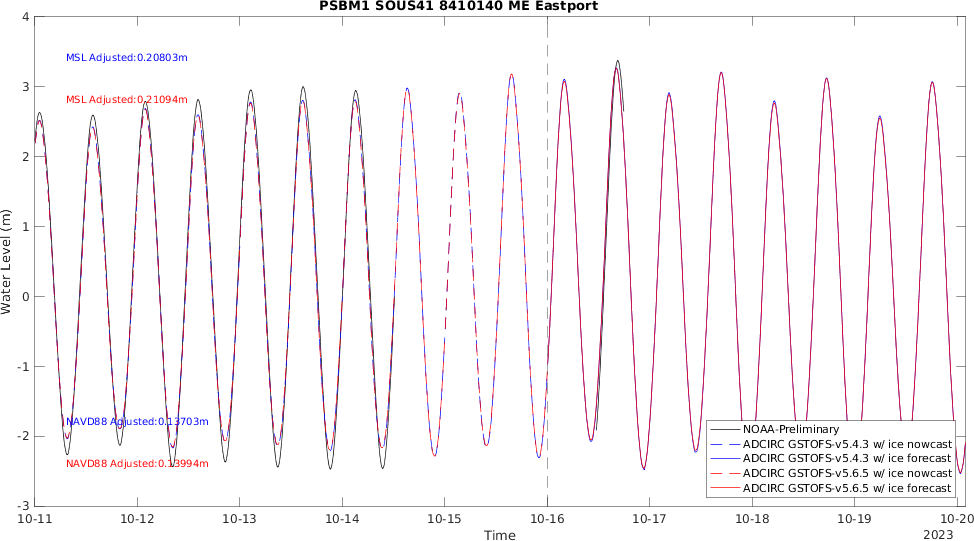 PSBM1 SOUS41 8410140 ME Eastport
4
3
2
1
0
-1
-2
-3
Water Level (m)
MSL Adjusted:0.20803m
MSL Adjusted:0.21094m
NAVD88 Adjusted:0.13703m
NAVD88 Adjusted:0.13994m
NOAA-Preliminary
ADCIRC GSTOFS-v5.4.3 w/ ice nowcast
ADCIRC GSTOFS-v5.4.3 w/ ice forecast
ADCIRC GSTOFS-v5.6.5 w/ ice nowcast
ADCIRC GSTOFS-v5.6.5 w/ ice forecast
10-11 10-12 10-13 10-14 10-15 10-16 10-17 10-18 10-19 10-20
Time
2023